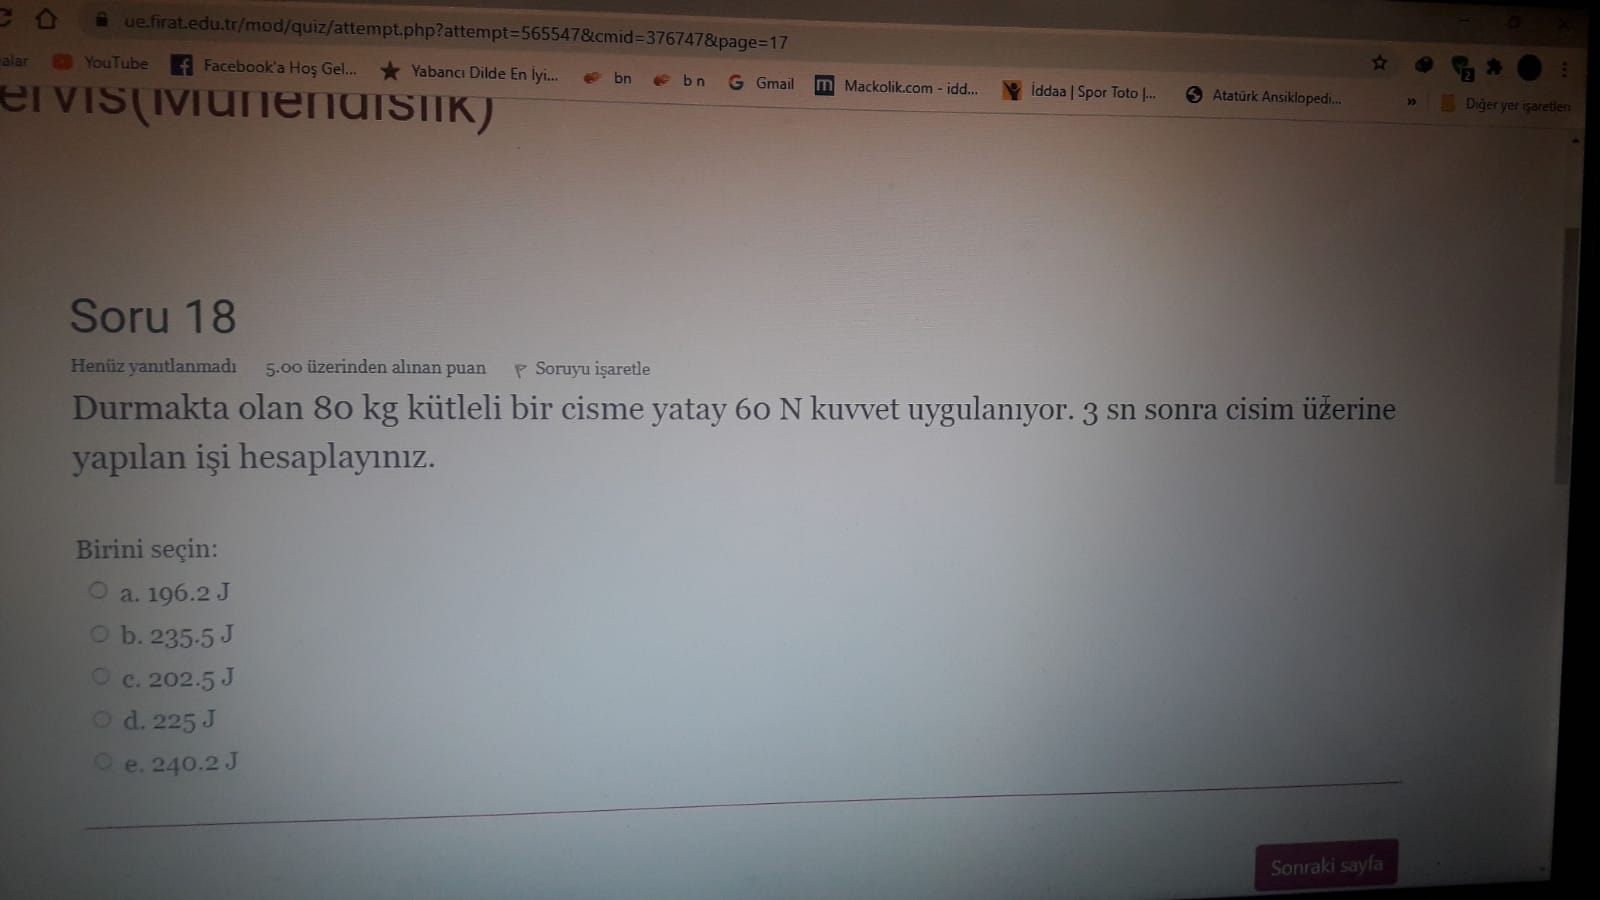 ue.firat.edu.tr/mod/quiz/attempt.php?attempt=565547&cmid=376747&page=17
alar YouTube Facebook'a Hoş Gel... Yabancı Dilde En İyi... bn b n Gmail Mackolik.com - idd... İddaa | Spor Toto |... Atatürk Ansiklopedi... » Diğer yer işaretleri
2
ervis(Mühendislik)
Soru 18
Henüz yanıtlanmadı 5.00 üzerinden alınan puan Soruyu işaretle
Durmakta olan 80 kg kütleli bir cisme yatay 60 N kuvvet uygulanıyor. 3 sn sonra cisim üzerine
yapılan işi hesaplayınız.
Birini seçin:
a. 196.2 J
b. 235.5 J
c. 202.5 J
d. 225 J
e. 240.2 J
Sonraki sayfa